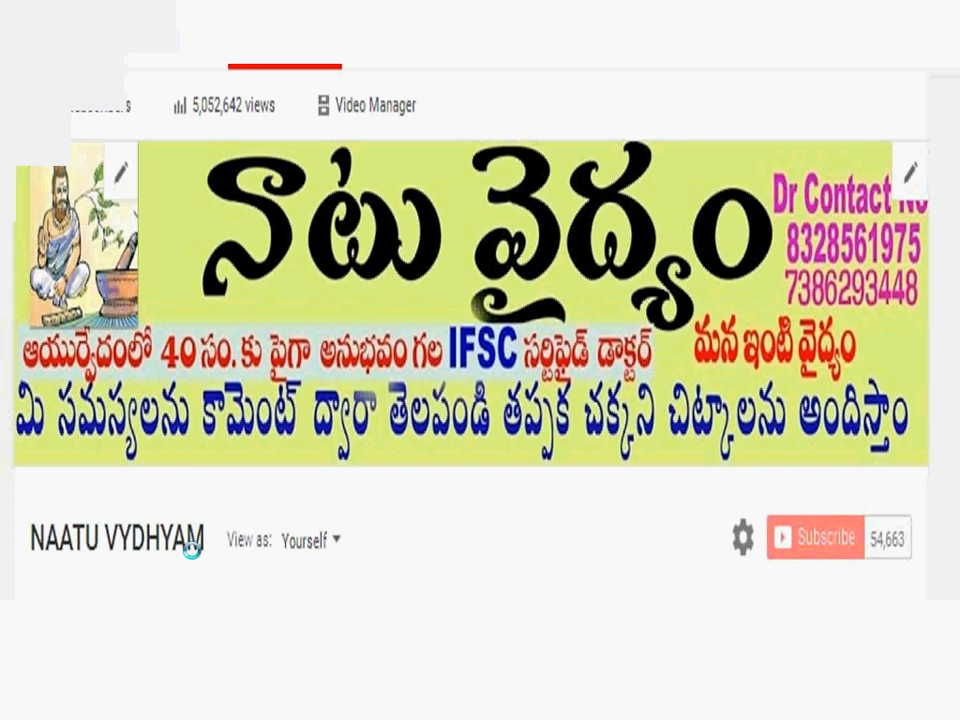 5,052,642 views Video Manager
నాటు వైద్యం
Dr Contact No
8328561975
7386293448
ఆయుర్వేదంలో 40 సం. కు పైగా అనుభవం గల IFSC సర్టిఫైడ్ డాక్టర్ మన ఇంటి వైద్యం
మి సమస్యలను కామెంట్ ద్వారా తెలపండి తప్పక చక్కని చిట్కాలను అందిస్తాం
NAATU VYDHYAM View as: Yourself Subscribe 54,663